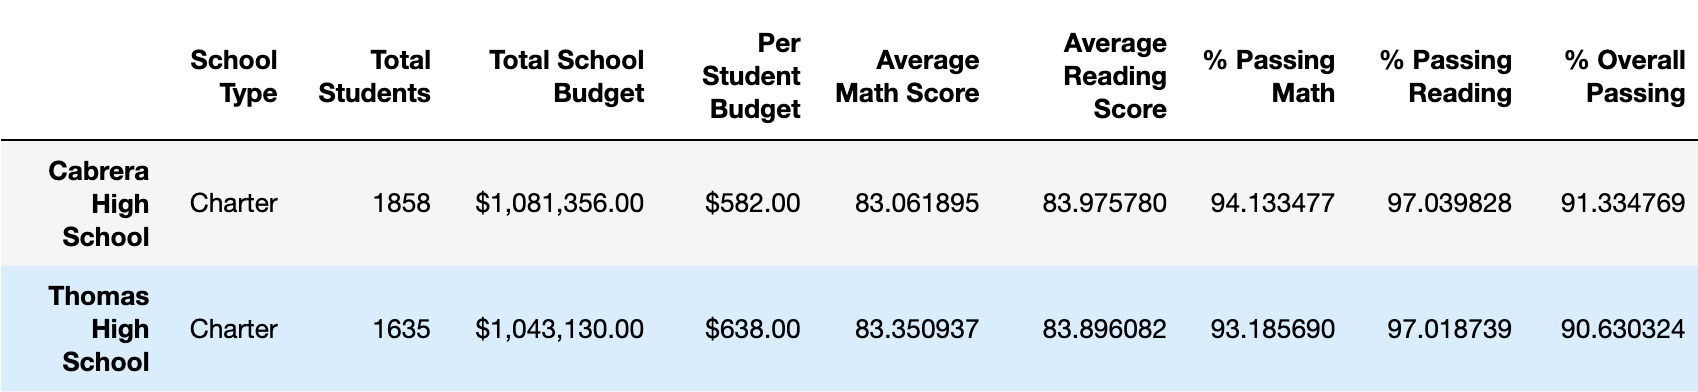 School Type Total Students Total School Budget Per Student Budget Average Math Score Average Reading Score % Passing Math % Passing Reading % Overall Passing
Cabrera High School Charter 1858 $1,081,356.00 $582.00 83.061895 83.975780 94.133477 97.039828 91.334769
Thomas High School Charter 1635 $1,043,130.00 $638.00 83.350937 83.896082 93.185690 97.018739 90.630324